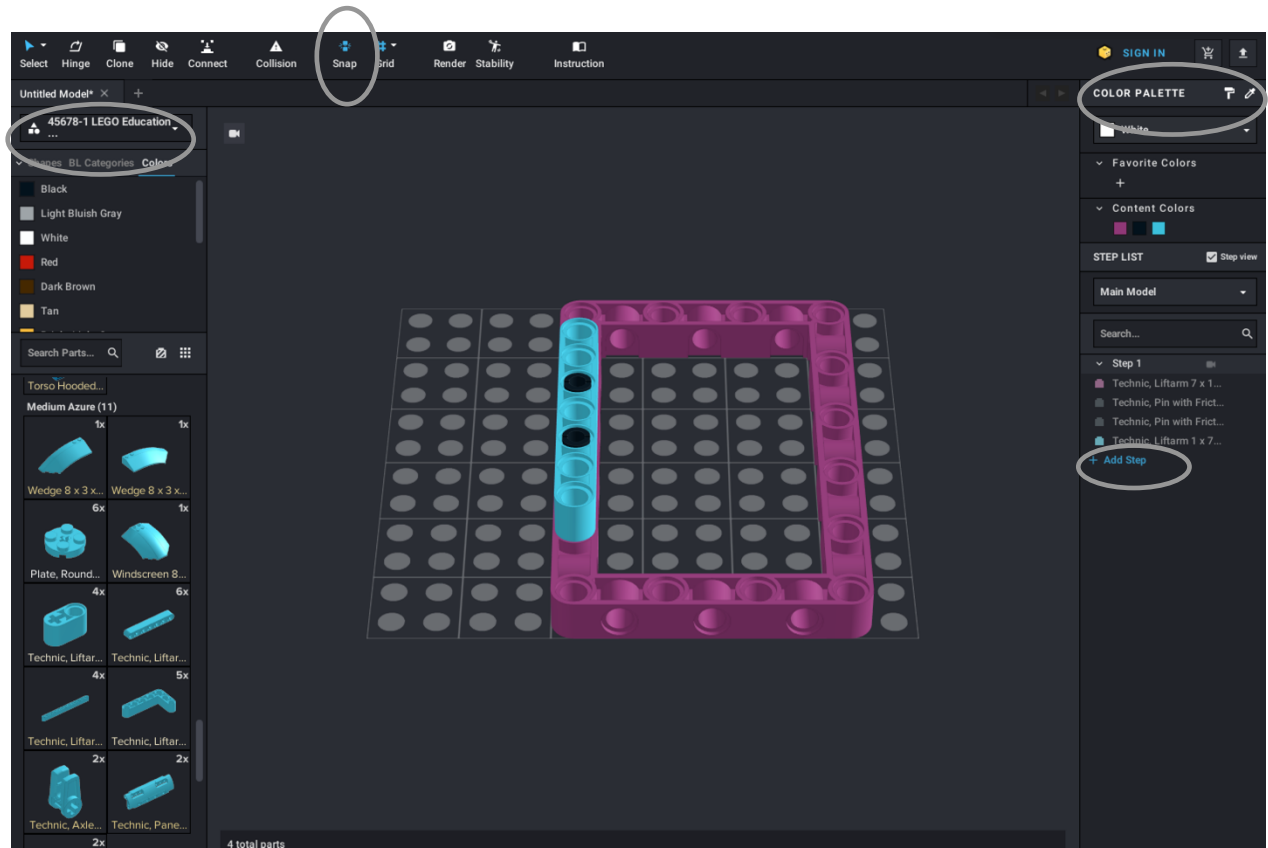 Select Hinge Clone Hide Connect Collision Snap Grid Render Stability Instruction
SIGN IN
Untitled Model*
45678-1 LEGO Education
...
Shapes BL Categories Colors
Black
Light Bluish Gray
White
Red
Dark Brown
Tan
Search Parts...
Torso Hooded...
Medium Azure (11)
1x 1x
Wedge 8 x 3 x... Wedge 8 x 3 x...
6x 1x
Plate, Round... Windscreen 8...
4x 6x
Technic, Liftar... Technic, Liftar...
4x 5x
Technic, Liftar... Technic, Liftar...
2x 2x
Technic, Axle... Technic, Pane...
2x
4 total parts
COLOR PALETTE
White
Favorite Colors
+
Content Colors
STEP LIST Step view
Main Model
Search...
Step 1
Technic, Liftarm 7 x 1...
Technic, Pin with Frict...
Technic, Pin with Frict...
Technic, Liftarm 1 x 7...
+ Add Step